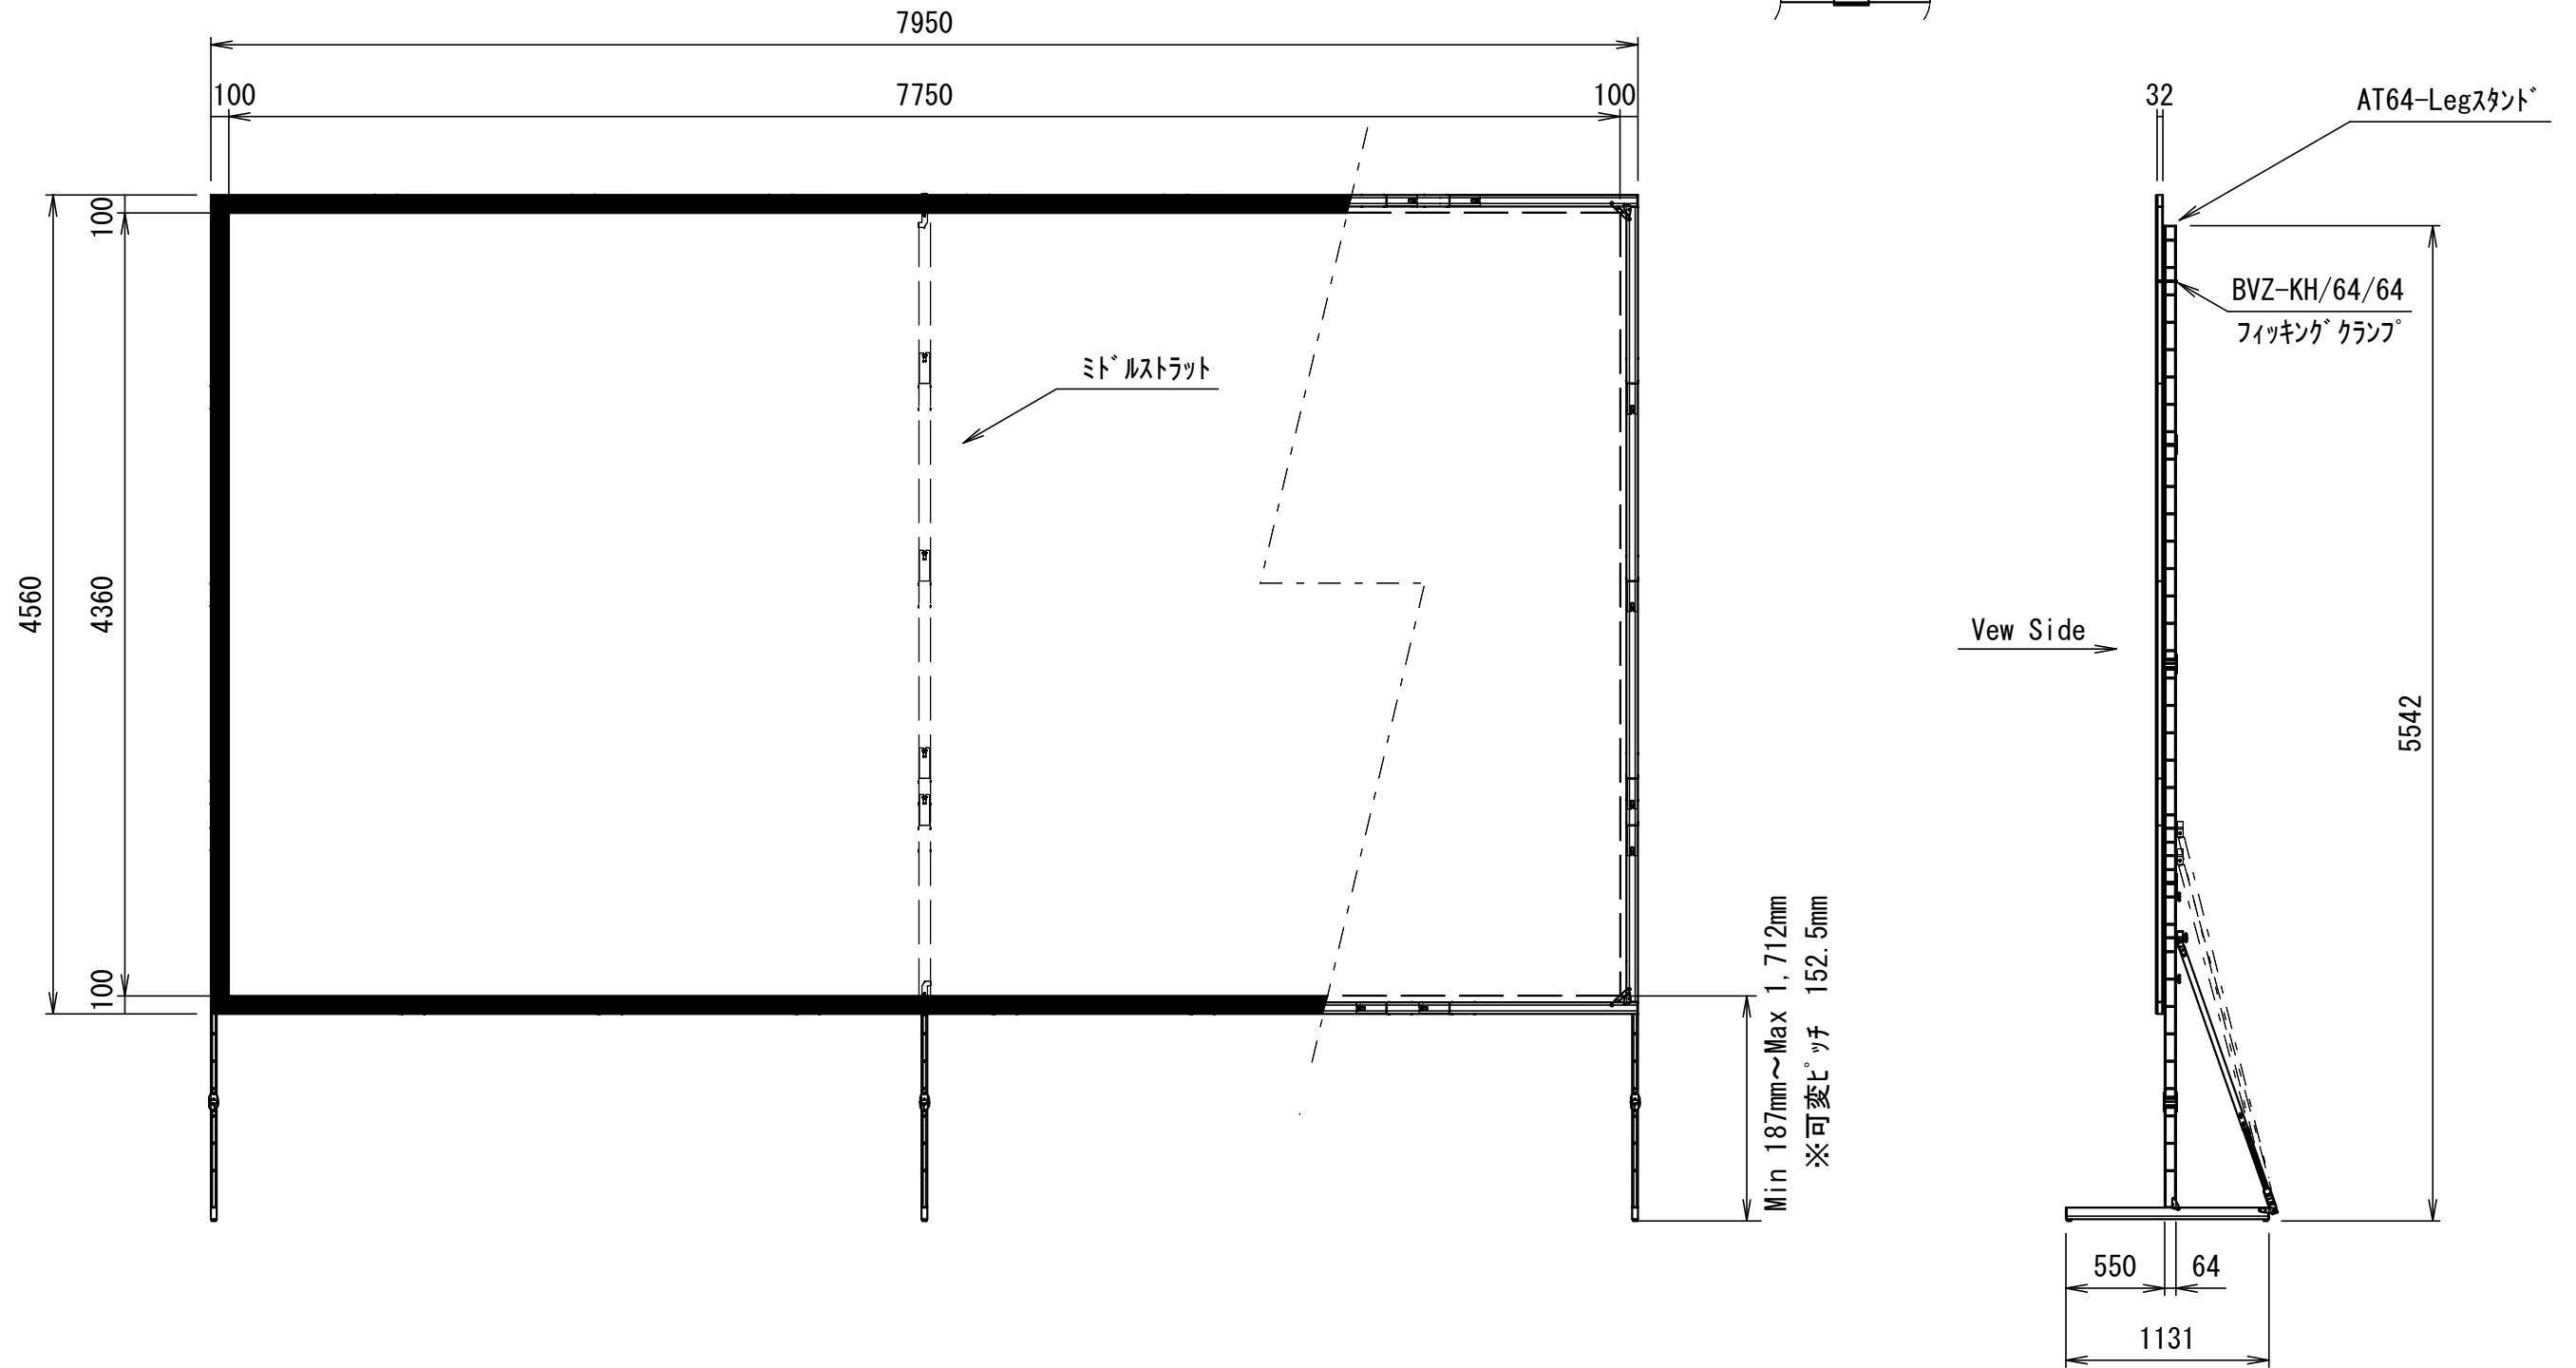 7950
100
7750
100
32
AT64-Legｽﾀﾝﾄﾞ
100
BVZ-KH/64/64
ﾌｨｯｷﾝｸﾞｸﾗﾝﾌﾟ
ﾐﾄﾞﾙｽﾄﾗｯﾄ
4560
4360
Vew Side
5542
100
Min 187mm～Max 1,712mm
※可変ﾋﾟｯﾁ 152.5mm
550
64
1131